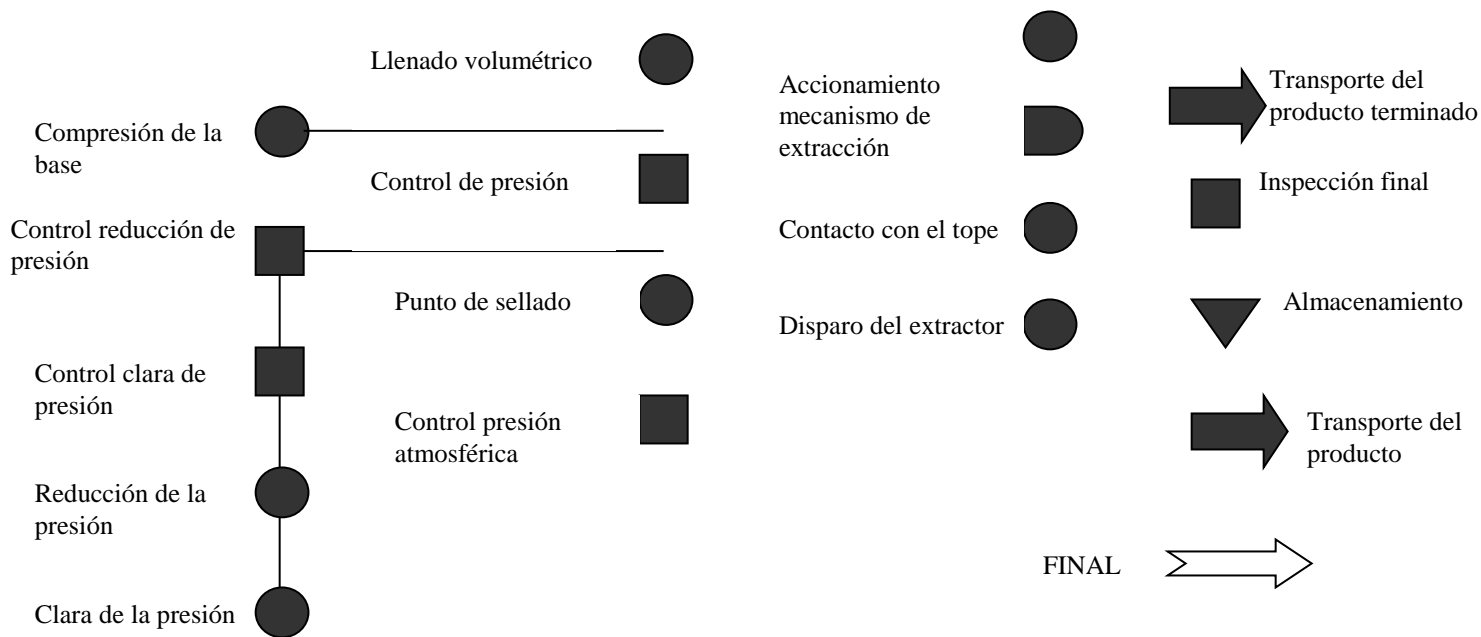 Compresión de la
base
Control reducción de
presión
Control clara de
presión
Reducción de la
presión
Clara de la presión
Llenado volumétrico
Control de presión
Punto de sellado
Control presión
atmosférica
Accionamiento
mecanismo de
extracción
Contacto con el tope
Disparo del extractor
Transporte del
producto terminado
Inspección final
Almacenamiento
Transporte del
producto
FINAL